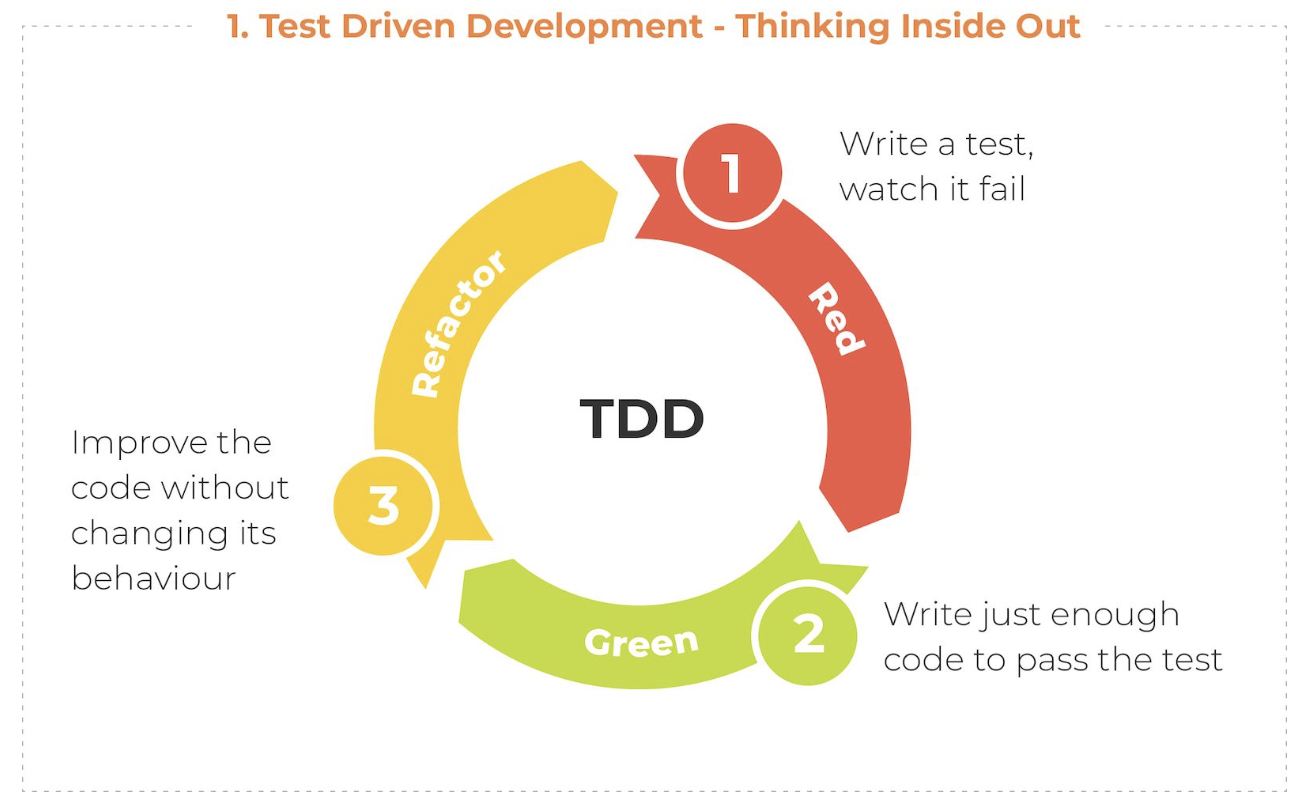 1. Test Driven Development - Thinking Inside Out
1
Write a test,
watch it fail
Red
Refactor
TDD
Improve the
code without
changing its
behaviour
3
Green
2
Write just enough
code to pass the test